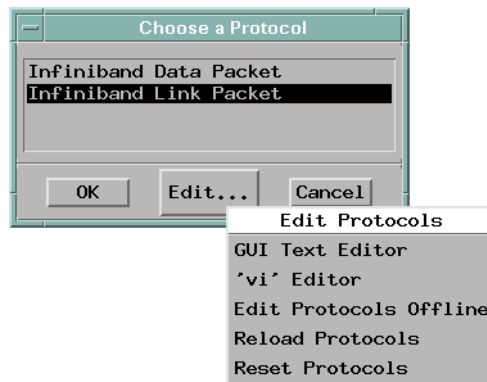 Choose a Protocol
Infiniband Data Packet
Infiniband Link Packet
OK Edit... Cancel
Edit Protocols
GUI Text Editor
'vi' Editor
Edit Protocols Offline
Reload Protocols
Reset Protocols